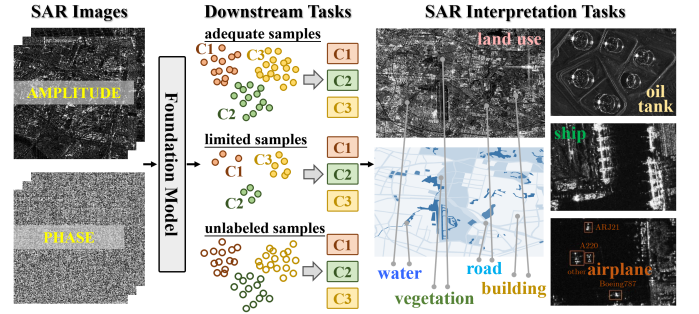 SAR Images
Downstream Tasks
SAR Interpretation Tasks
AMPLITUDE
PHASE
Foundation Model
adequate samples
C1
C3
C2
C1
C2
C3
limited samples
C1
C3
C2
C1
C2
C3
unlabeled samples
C1
C2
C3
land use
water
vegetation
road
building
oil
tank
ship
ARJ21
A220
other
airplane
Boeing787